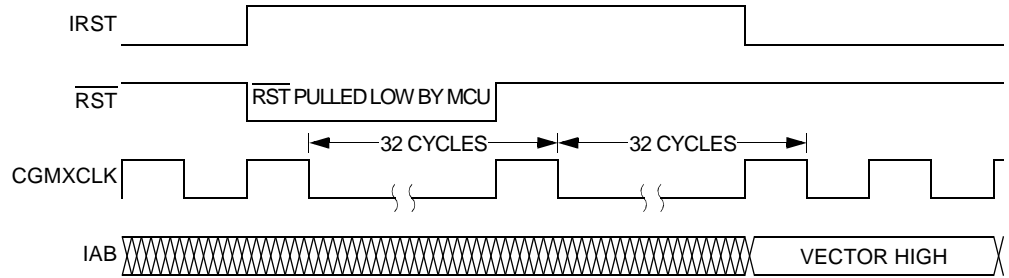 IRST
RST RST PULLED LOW BY MCU
32 CYCLES 32 CYCLES
CGMXCLK
IAB VECTOR HIGH